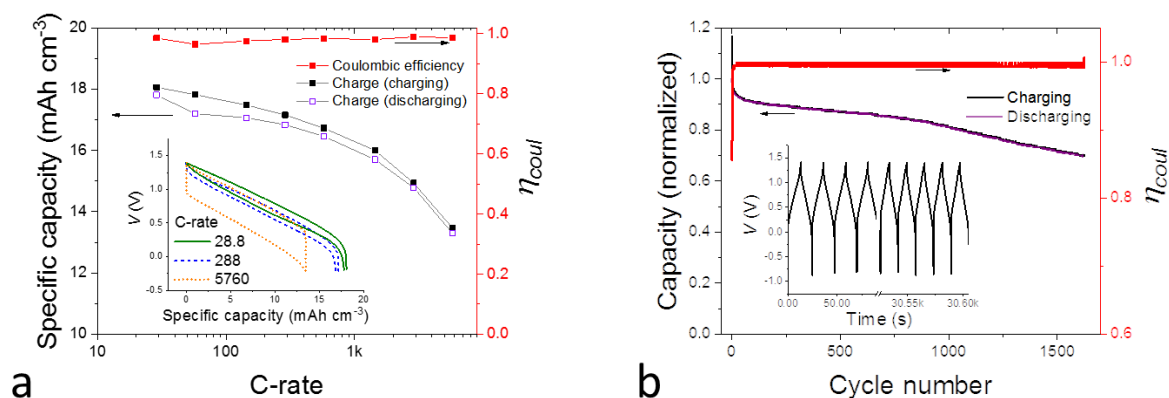 20
18
16
14
12
10
Specific capacity (mAh cm⁻³)
10
100
1k
C-rate
1.0
0.8
0.6
0.4
0.2
0.0
ηcoul
Coulombic efficiency
Charge (charging)
Charge (discharging)
1.5
1.0
0.5
0.0
-0.5
V (V)
C-rate
28.8
288
5760
0
5
10
15
20
Specific capacity (mAh cm⁻³)
a
1.2
1.0
0.8
0.6
0.4
0.2
0.0
Capacity (normalized)
0
500
1000
1500
Cycle number
1.0
0.8
0.6
ηcoul
Charging
Discharging
1.5
1.0
0.5
0.0
-0.5
-1.0
V (V)
0.00
50.00
30.55k
30.60k
Time (s)
b